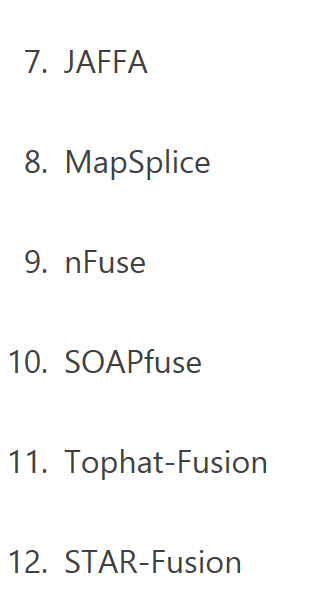 7. JAFFA
8. MapSplice
9. nFuse
10. SOAPfuse
11. Tophat-Fusion
12. STAR-Fusion